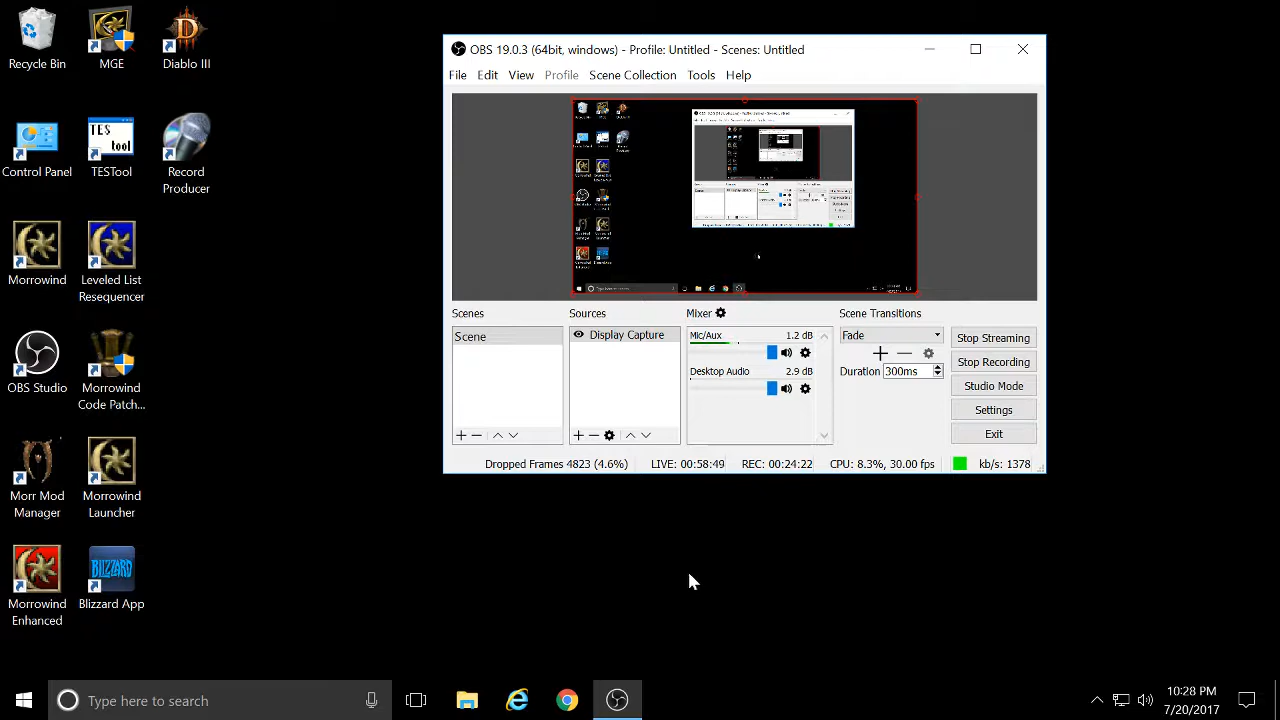 Recycle Bin
MGE
Diablo III
Control Panel
TES
tool
TESTool
Record
Producer
Morrowind
Leveled List
Resequencer
OBS Studio
Morrowind
Code Patch...
Morr Mod
Manager
Morrowind
Launcher
Morrowind
Enhanced
BLIZZARD
Blizzard App
OBS 19.0.3 (64bit, windows) - Profile: Untitled - Scenes: Untitled
File Edit View Profile Scene Collection Tools Help
Scenes
Scene
Sources
Display Capture
Mixer
Mic/Aux 1.2 dB
Desktop Audio 2.9 dB
Scene Transitions
Fade
Duration 300ms
Stop Streaming
Stop Recording
Studio Mode
Settings
Exit
Dropped Frames 4823 (4.6%) LIVE: 00:58:49 REC: 00:24:22 CPU: 8.3%, 30.00 fps kb/s: 1378
Type here to search
10:28 PM
7/20/2017